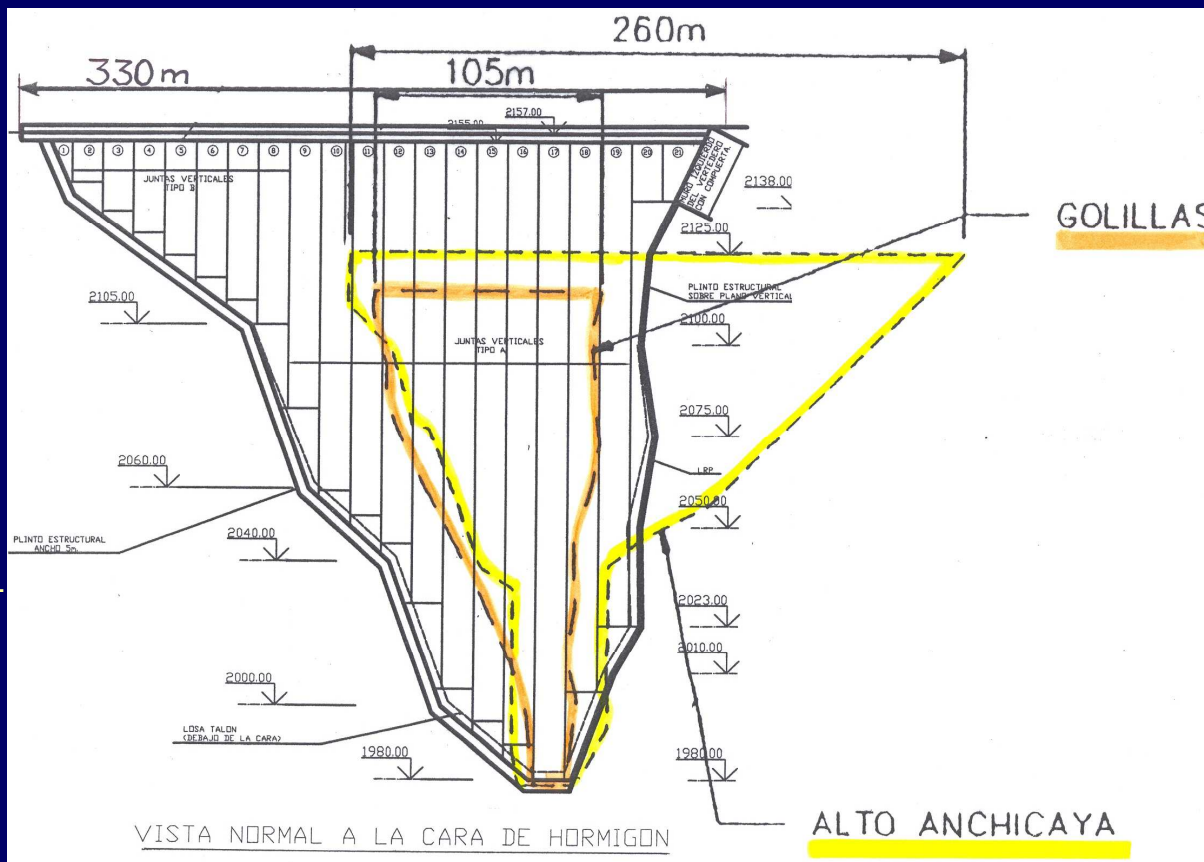 260m
330m
105m
2157.00
2155.00
1
2
3
4
5
6
7
8
9
10
11
12
13
14
15
16
17
18
19
20
21
JUNTAS VERTICALES
TIPO B
MURO IZQUIERDO
DEL VERTEDERO
CON COMPUERTA.
2138.00
2125.00
GOLILLAS
PLINTO ESTRUCTURAL
SOBRE PLANO VERTICAL
2105.00
2100.00
JUNTAS VERTICALES
TIPO A
2075.00
2060.00
LRP
2050.00
PLINTO ESTRUCTURAL
ANCHO 5m.
2040.00
2023.00
2010.00
2000.00
LOSA TALON
(DEBAJO DE LA CARA)
1980.00
1980.00
VISTA NORMAL A LA CARA DE HORMIGON
ALTO ANCHICAYA